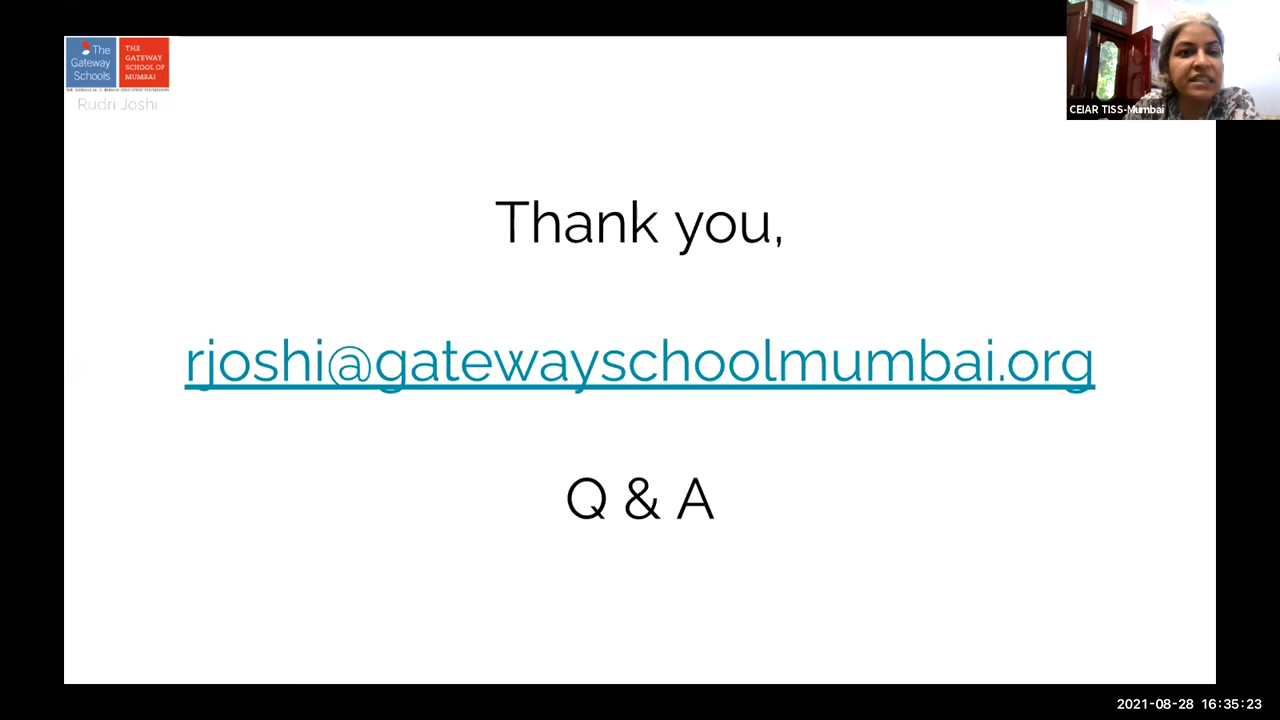 The
Gateway
Schools
THE
GATEWAY
SCHOOL OF
MUMBAI
Rudri Joshi
CEIAR TISS-Mumbai
Thank you,
rjoshi@gatewayschoolmumbai.org
Q & A
2021-08-28 16:35:23